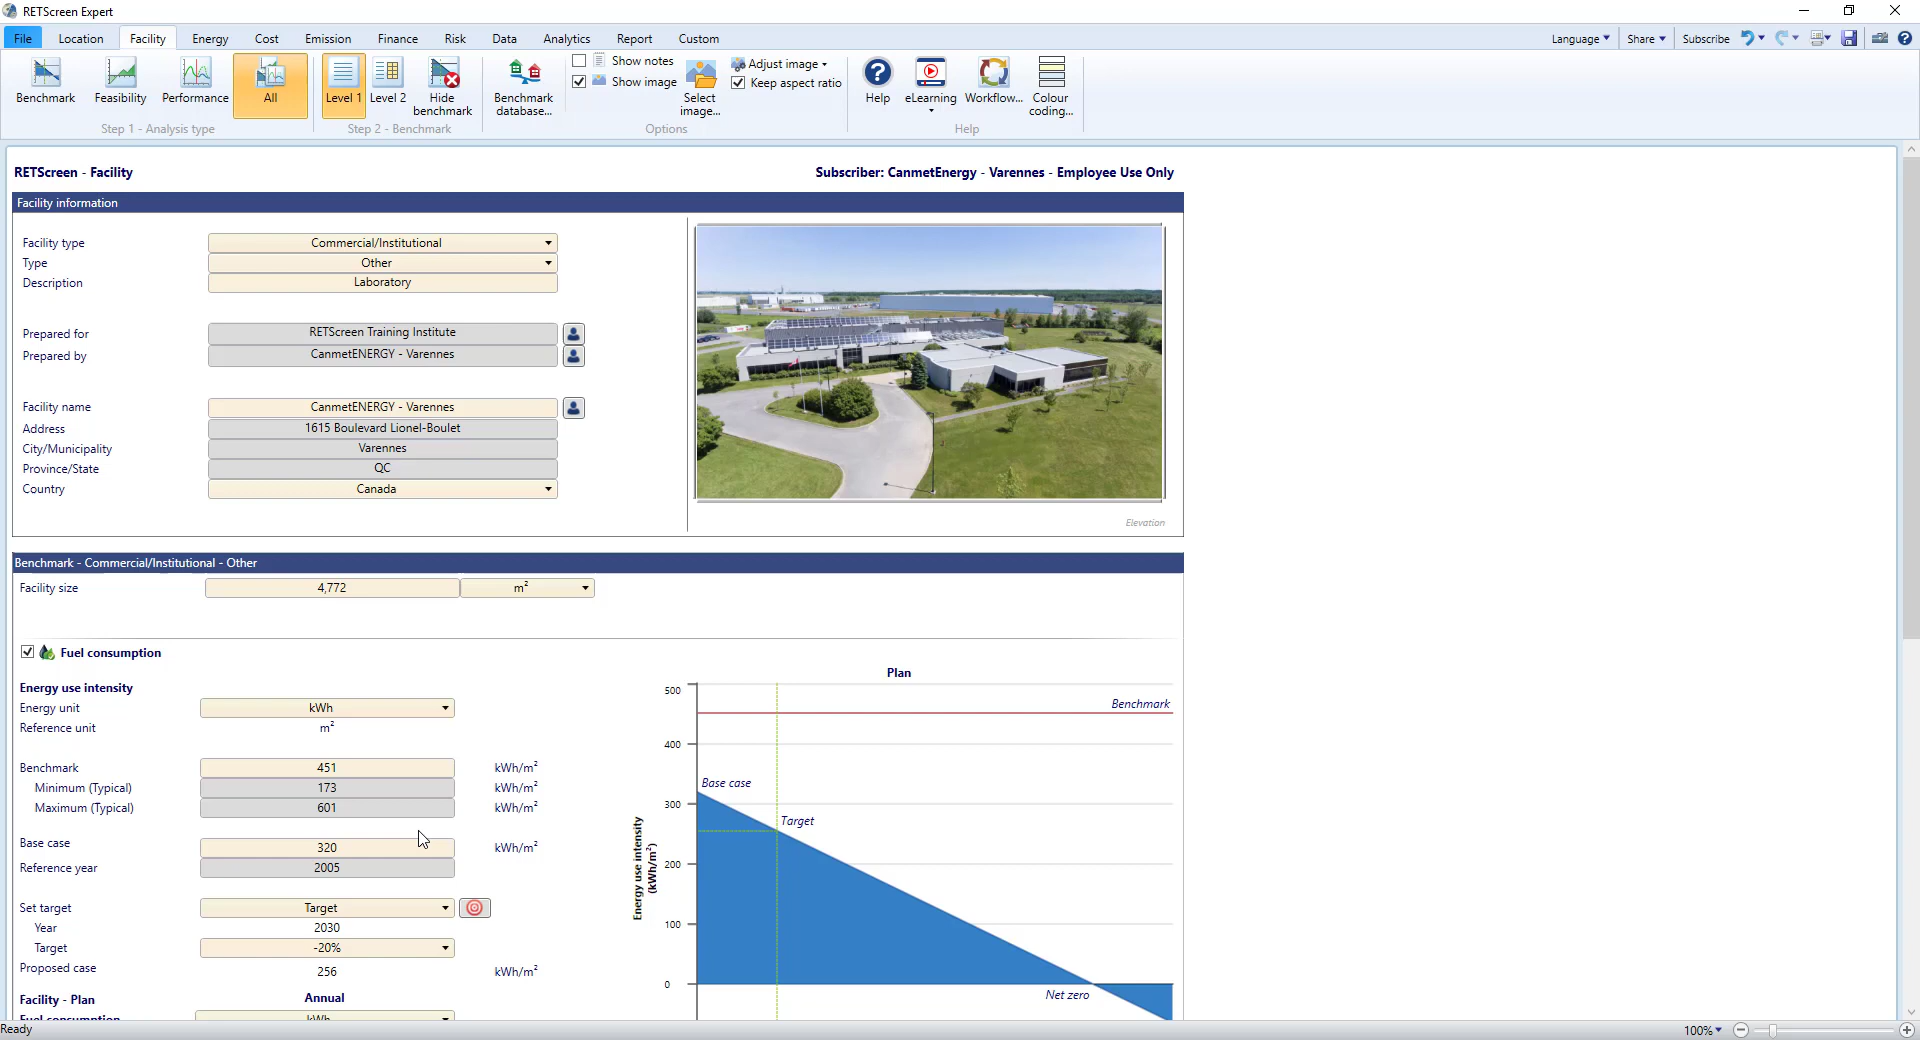 RETScreen Expert
File Location Facility Energy Cost Emission Finance Risk Data Analytics Report Custom Language Share Subscribe
Benchmark Feasibility Performance All
Step 1 - Analysis type
Level 1 Level 2 Hide benchmark
Step 2 - Benchmark
Benchmark database...
Show notes
Show image
Select image...
Adjust image
Keep aspect ratio
Options
Help eLearning Workflow... Colour coding...
Help
RETScreen - Facility
Subscriber: CanmetEnergy - Varennes - Employee Use Only
Facility information
Facility type Commercial/Institutional
Type Other
Description Laboratory
Prepared for RETScreen Training Institute
Prepared by CanmetENERGY - Varennes
Facility name CanmetENERGY - Varennes
Address 1615 Boulevard Lionel-Boulet
City/Municipality Varennes
Province/State QC
Country Canada
Elevation
Benchmark - Commercial/Institutional - Other
Facility size 4,772 m²
Fuel consumption
Energy use intensity
Energy unit kWh
Reference unit m²
Benchmark 451 kWh/m²
Minimum (Typical) 173 kWh/m²
Maximum (Typical) 601 kWh/m²
Base case 320 kWh/m²
Reference year 2005
Set target Target
Year 2030
Target -20%
Proposed case 256 kWh/m²
Facility - Plan Annual
Fuel consumption kWh
Plan
500
Benchmark
400
Base case
300
Target
200
100
0
Net zero
Energy use intensity
(kWh/m²)
Ready
100%